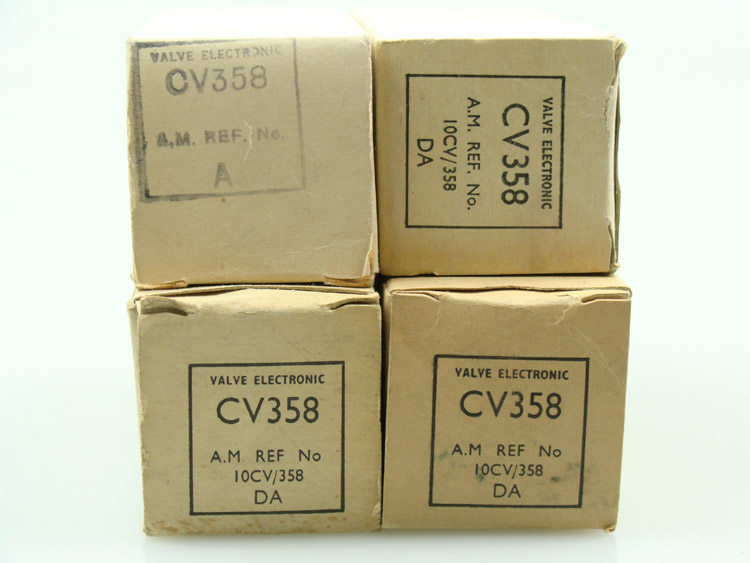 VALVE ELECTRONIC
CV358
A.M. REF. No.
A
VALVE ELECTRONIC
CV358
A.M. REF. No.
10CV/358
DA
VALVE ELECTRONIC
CV358
A.M REF No
10CV/358
DA
VALVE ELECTRONIC
CV358
A.M REF No
10CV/358
DA